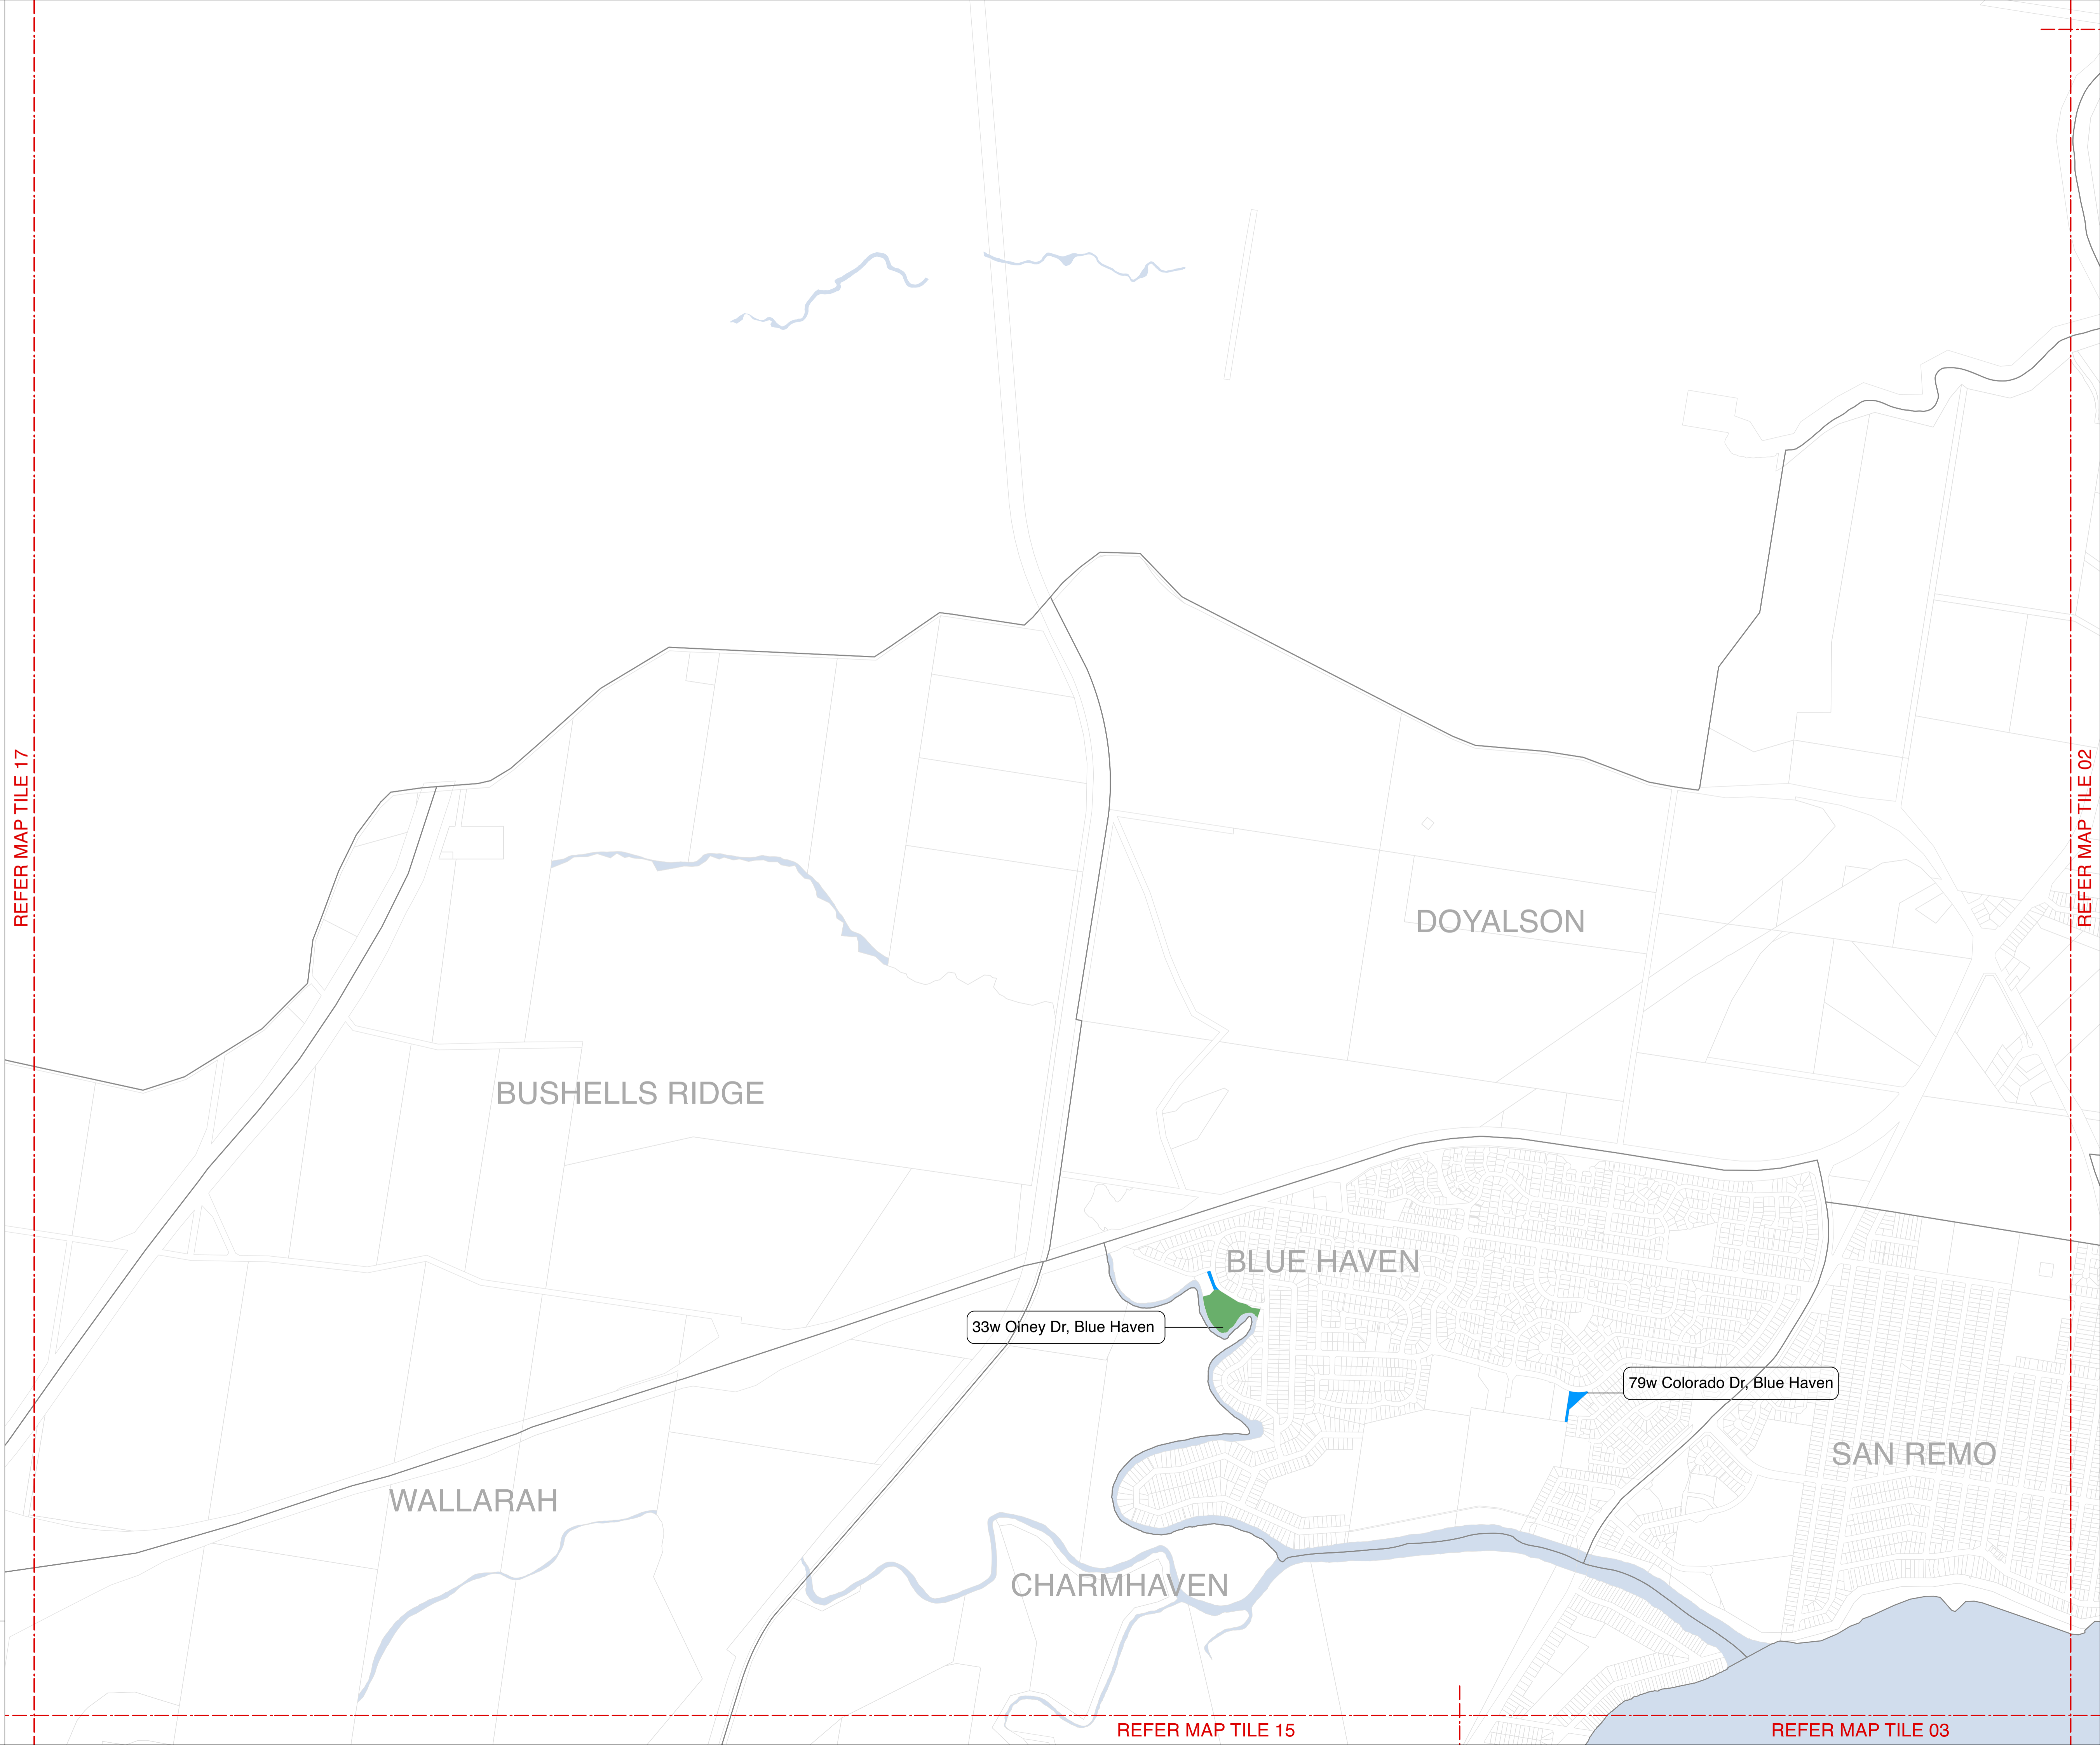 REFER MAP TILE 17
REFER MAP TILE 02
DOYALSON
BUSHELLS RIDGE
BLUE HAVEN
33w Olney Dr, Blue Haven
79w Colorado Dr, Blue Haven
SAN REMO
WALLARAH
CHARMHAVEN
REFER MAP TILE 15
REFER MAP TILE 03